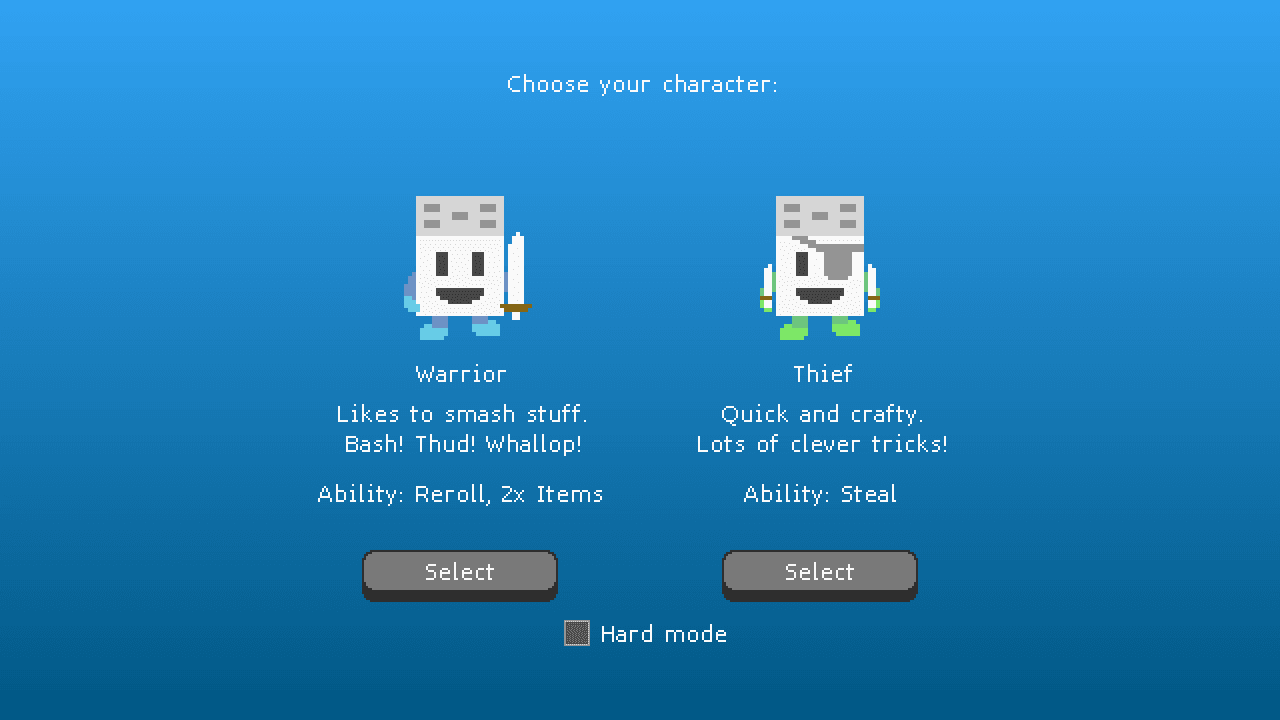 Choose your character:
Warrior
Likes to smash stuff.
Bash! Thud! Whallop!
Ability: Reroll, 2x Items
Select
Thief
Quick and crafty.
Lots of clever tricks!
Ability: Steal
Select
Hard mode